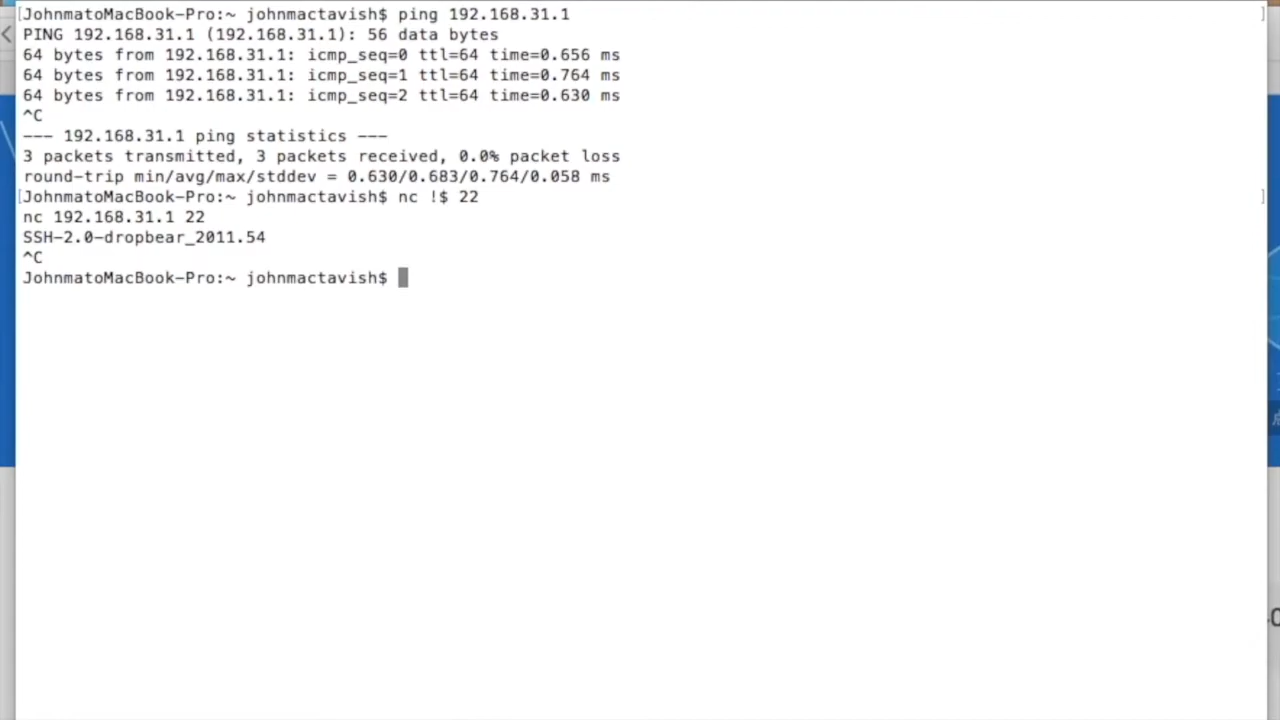 [JohnmatoMacBook-Pro:~ johnmactavish$ ping 192.168.31.1 ]
PING 192.168.31.1 (192.168.31.1): 56 data bytes
64 bytes from 192.168.31.1: icmp_seq=0 ttl=64 time=0.656 ms
64 bytes from 192.168.31.1: icmp_seq=1 ttl=64 time=0.764 ms
64 bytes from 192.168.31.1: icmp_seq=2 ttl=64 time=0.630 ms
^C
--- 192.168.31.1 ping statistics ---
3 packets transmitted, 3 packets received, 0.0% packet loss
round-trip min/avg/max/stddev = 0.630/0.683/0.764/0.058 ms
[JohnmatoMacBook-Pro:~ johnmactavish$ nc !$ 22 ]
nc 192.168.31.1 22
SSH-2.0-dropbear_2011.54
^C
JohnmatoMacBook-Pro:~ johnmactavish$